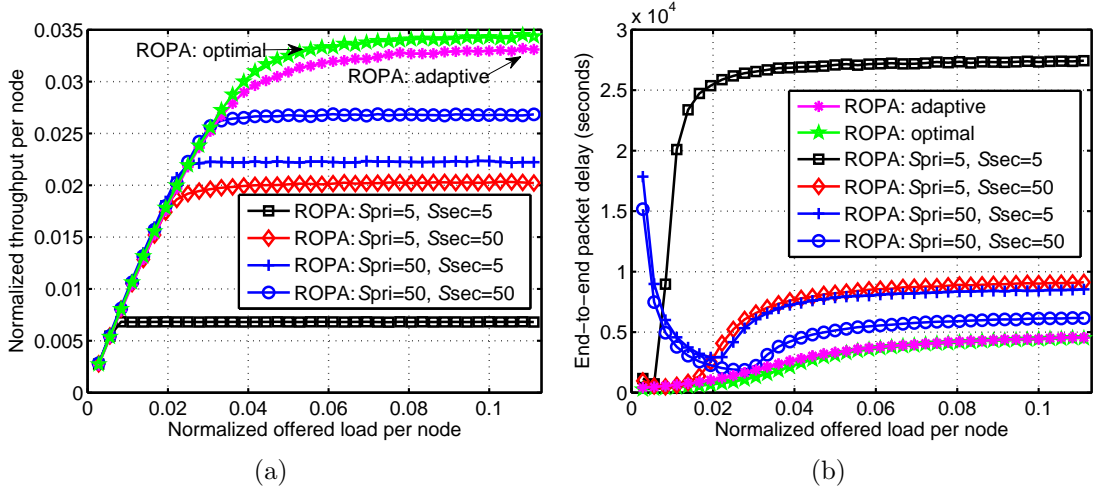 0.035
0.03
0.025
0.02
0.015
0.01
0.005
0
Normalized throughput per node
ROPA: optimal
ROPA: adaptive
ROPA: Spri=5, Ssec=5
ROPA: Spri=5, Ssec=50
ROPA: Spri=50, Ssec=5
ROPA: Spri=50, Ssec=50
0 0.02 0.04 0.06 0.08 0.1
Normalized offered load per node
(a)
x 10^4
3
2.5
2
1.5
1
0.5
0
End−to−end packet delay (seconds)
ROPA: adaptive
ROPA: optimal
ROPA: Spri=5, Ssec=5
ROPA: Spri=5, Ssec=50
ROPA: Spri=50, Ssec=5
ROPA: Spri=50, Ssec=50
0 0.02 0.04 0.06 0.08 0.1
Normalized offered load per node
(b)